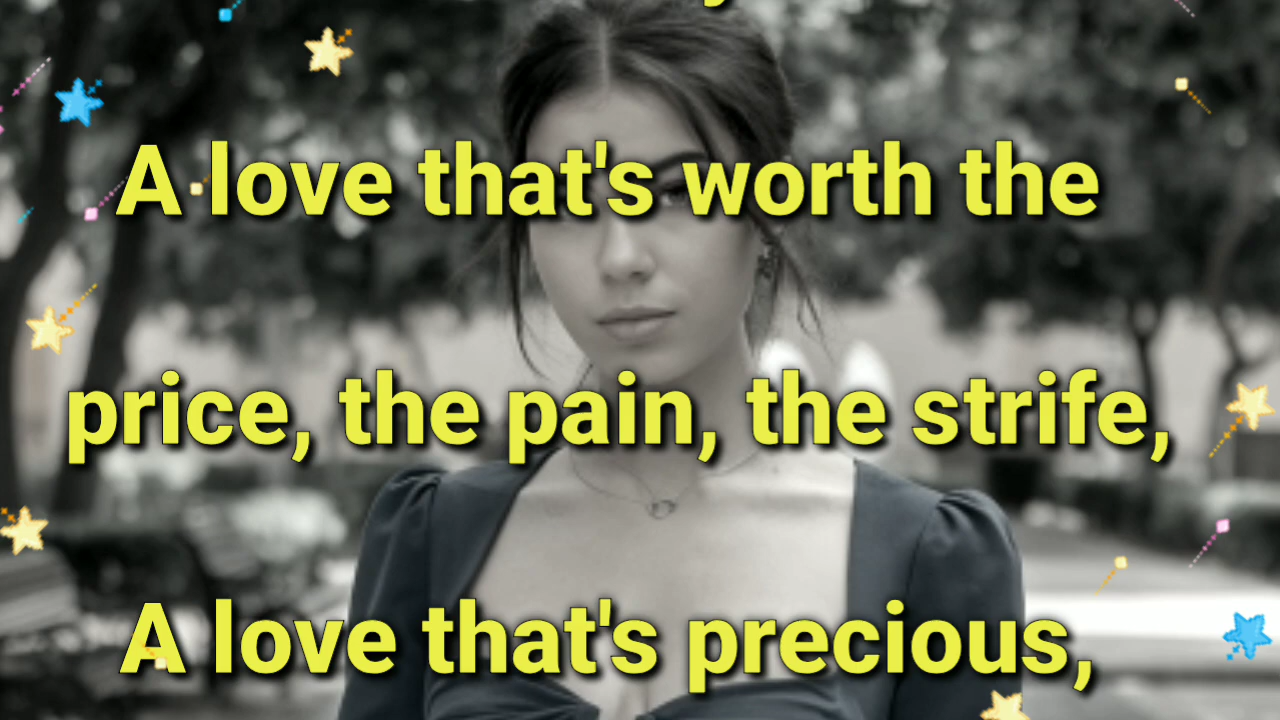 A love that's worth the
price, the pain, the strife,
A love that's precious,